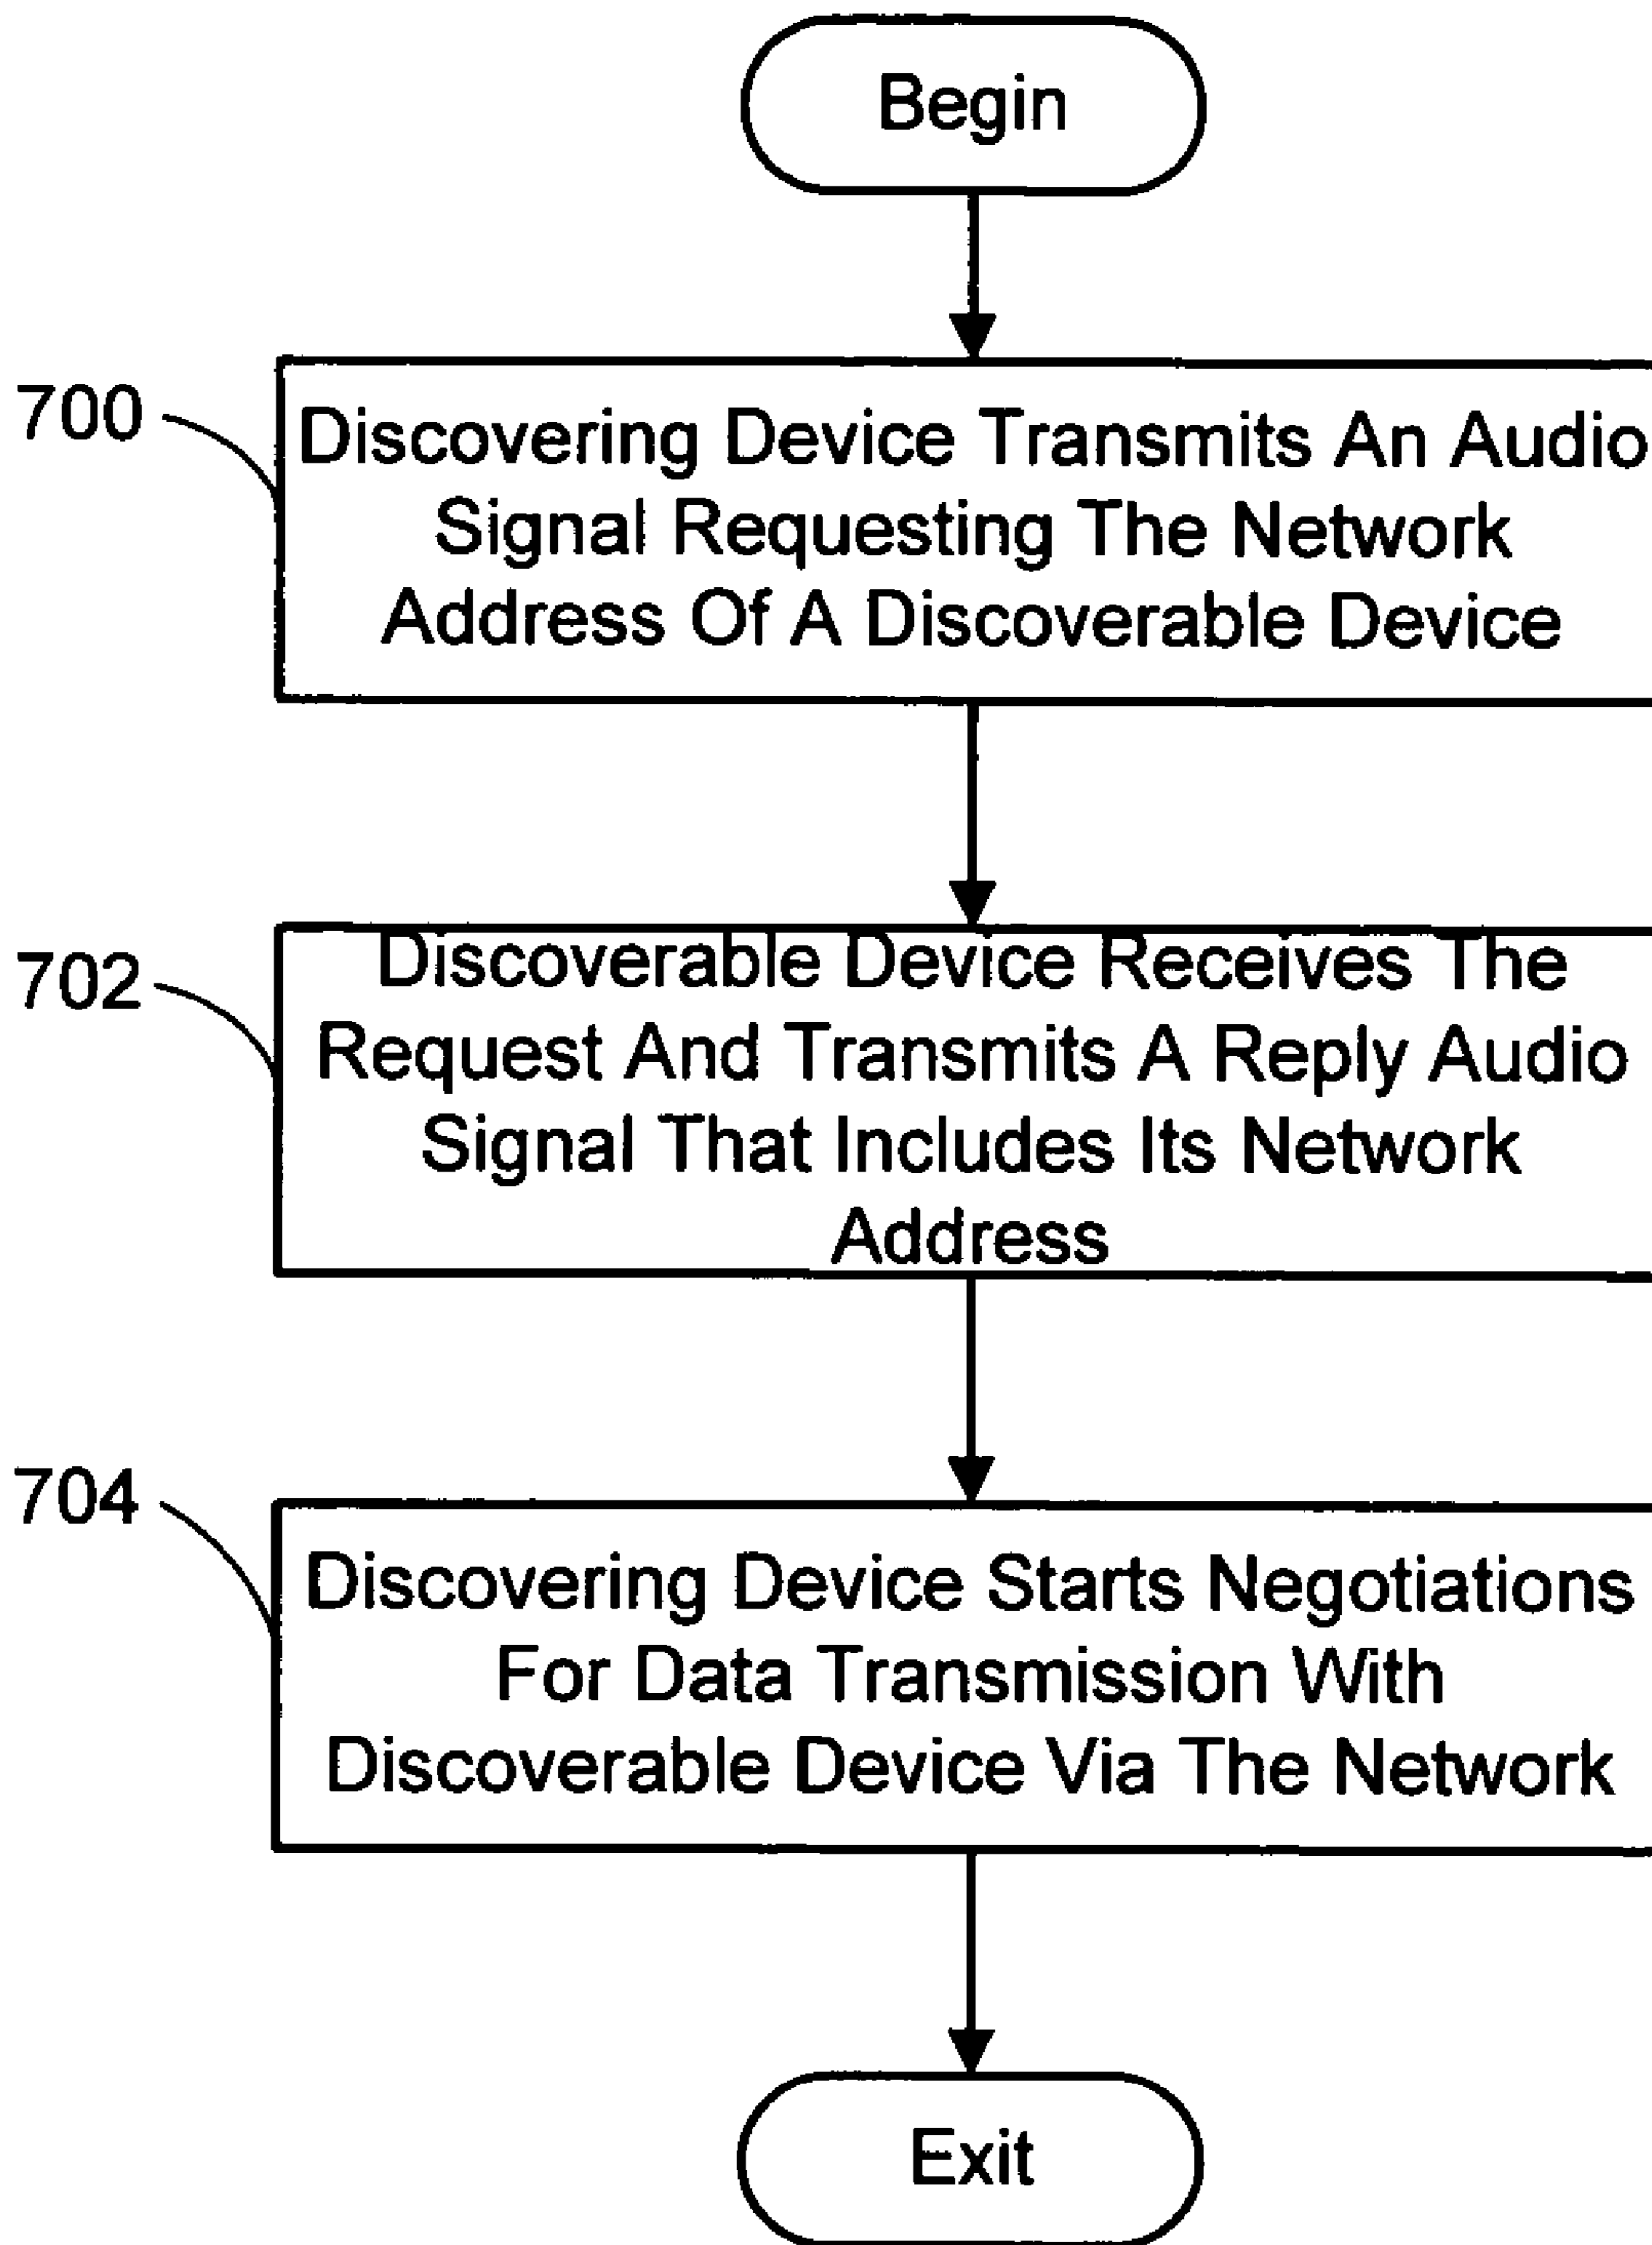 Begin
700
Discovering Device Transmits An Audio
Signal Requesting The Network
Address Of A Discoverable Device
702
Discoverable Device Receives The
Request And Transmits A Reply Audio
Signal That Includes Its Network
Address
704
Discovering Device Starts Negotiations
For Data Transmission With
Discoverable Device Via The Network
Exit